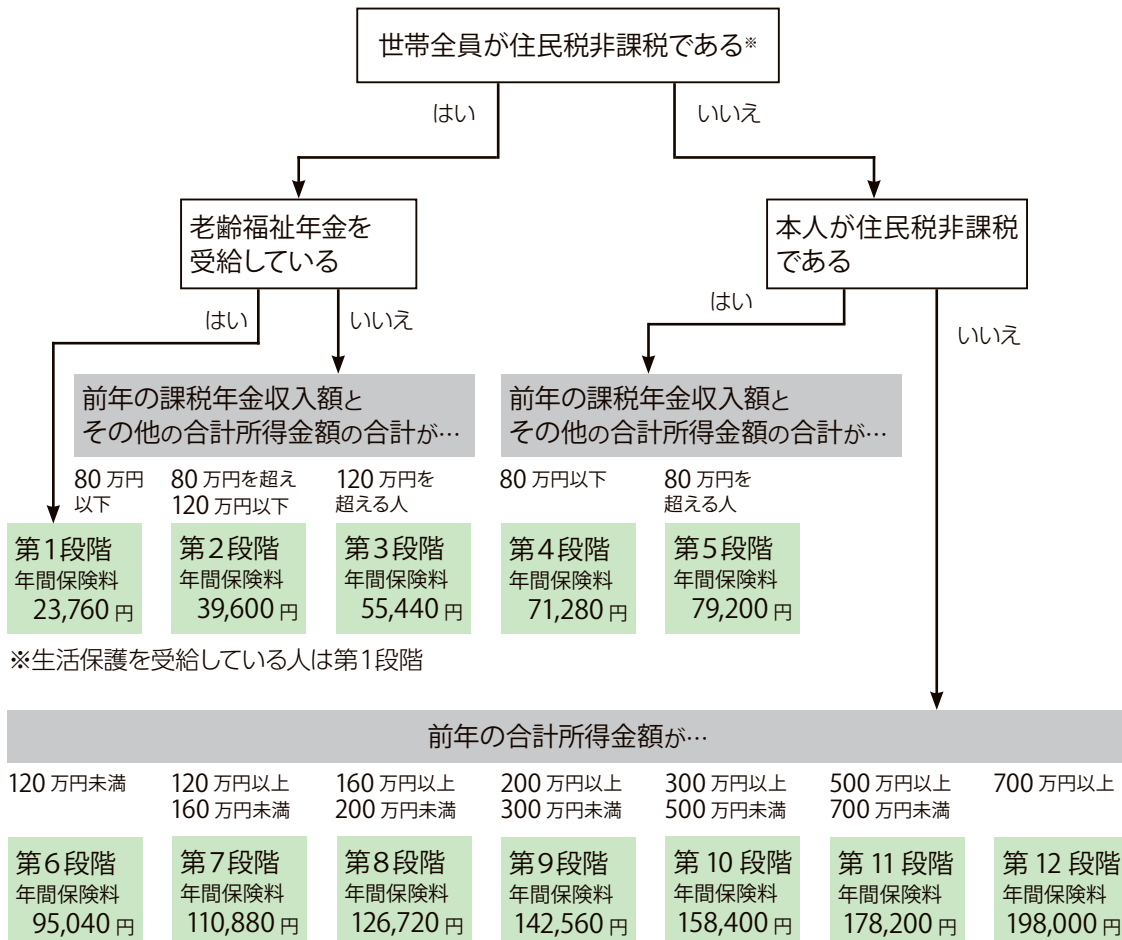 世帯全員が住民税非課税である※
はい
いいえ
老齢福祉年金を
受給している
本人が住民税非課税
である
はい
いいえ
はい
いいえ
前年の課税年金収入額と
その他の合計所得金額の合計が…
前年の課税年金収入額と
その他の合計所得金額の合計が…
80万円
以下
80万円を超え
120万円以下
120万円を
超える人
80万円以下
80万円を
超える人
第1段階
年間保険料
23,760円
第2段階
年間保険料
39,600円
第3段階
年間保険料
55,440円
第4段階
年間保険料
71,280円
第5段階
年間保険料
79,200円
※生活保護を受給している人は第1段階
前年の合計所得金額が…
120万円未満
120万円以上
160万円未満
160万円以上
200万円未満
200万円以上
300万円未満
300万円以上
500万円未満
500万円以上
700万円未満
700万円以上
第6段階
年間保険料
95,040円
第7段階
年間保険料
110,880円
第8段階
年間保険料
126,720円
第9段階
年間保険料
142,560円
第10段階
年間保険料
158,400円
第11段階
年間保険料
178,200円
第12段階
年間保険料
198,000円